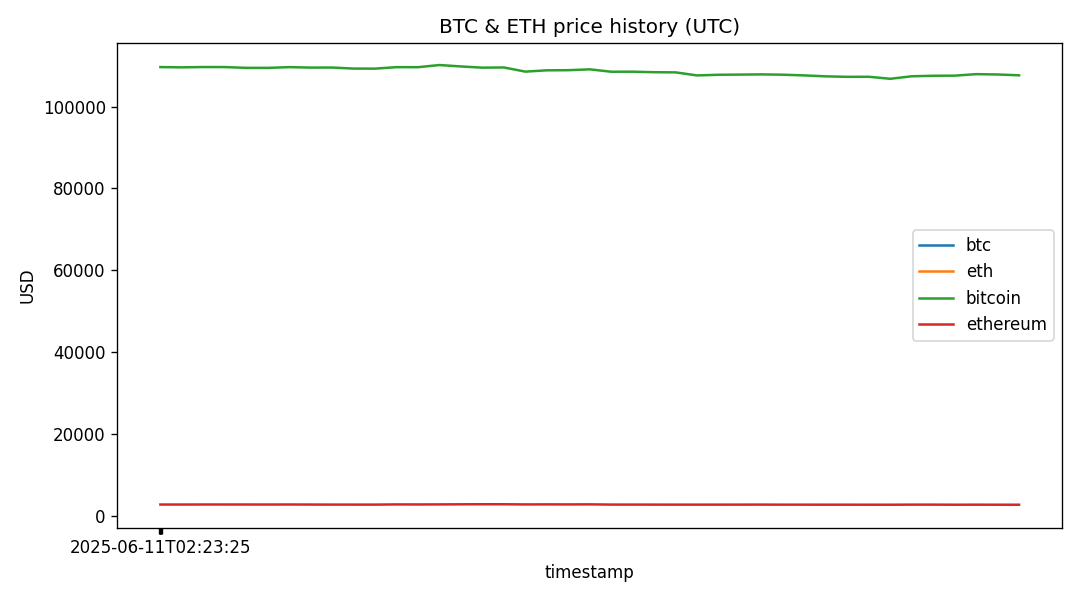 BTC & ETH price history (UTC)
100000
80000
60000
40000
20000
0
USD
btc
eth
bitcoin
ethereum
2025-06-11T02:23:25
timestamp